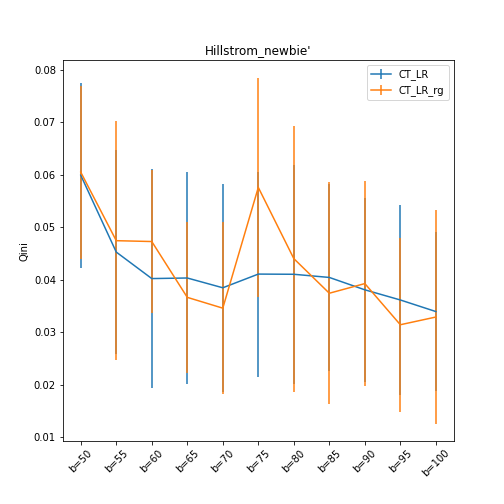 Hillstrom_newbie'
CT_LR
CT_LR_rg
Qini
0.08
0.07
0.06
0.05
0.04
0.03
0.02
0.01
b=50
b=55
b=60
b=65
b=70
b=75
b=80
b=85
b=90
b=95
b=100